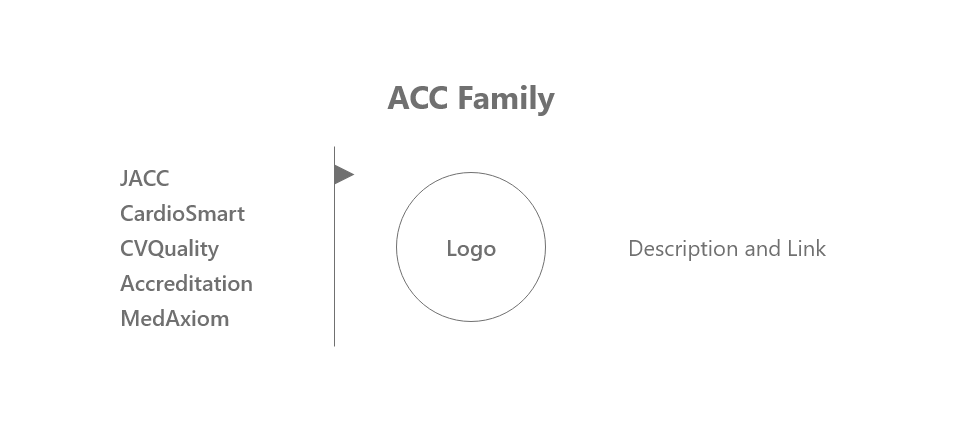 ACC Family
JACC
CardioSmart
CVQuality
Accreditation
MedAxiom
Logo
Description and Link